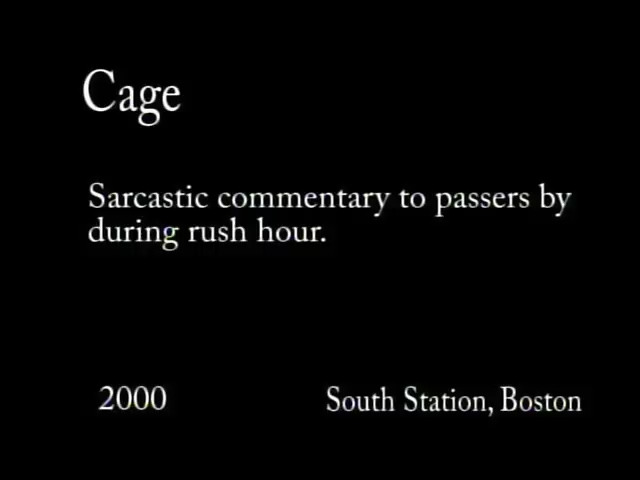 Cage
Sarcastic commentary to passers by
during rush hour.
2000
South Station, Boston